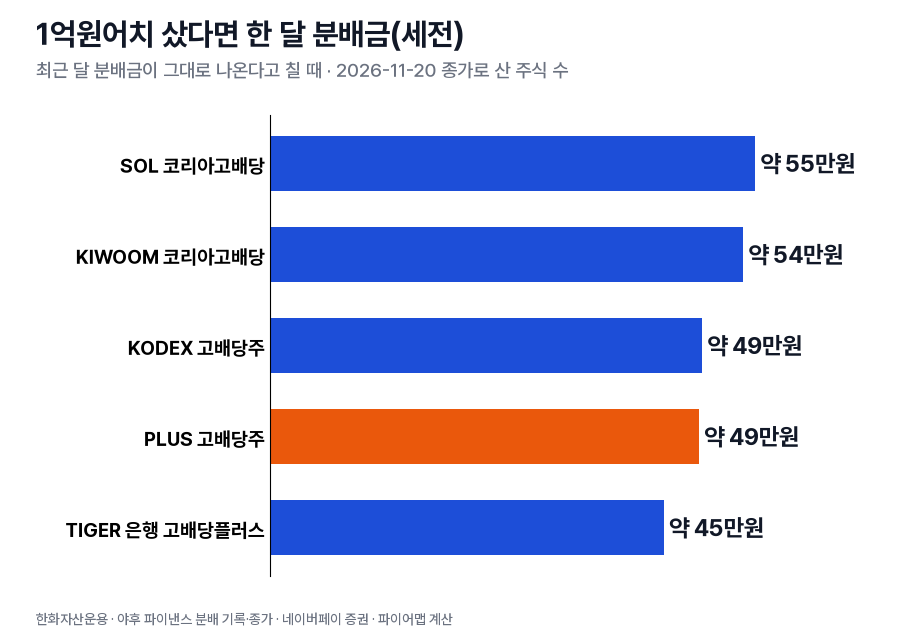 1억원어치 샀다면 한 달 분배금(세전)
최근 달 분배금이 그대로 나온다고 칠 때 · 2026-11-20 종가로 산 주식 수
SOL 코리아고배당 약 55만원
KIWOOM 코리아고배당 약 54만원
KODEX 고배당주 약 49만원
PLUS 고배당주 약 49만원
TIGER 은행 고배당플러스 약 45만원
한화자산운용 · 야후 파이낸스 분배 기록·종가 · 네이버페이 증권 · 파이어맵 계산